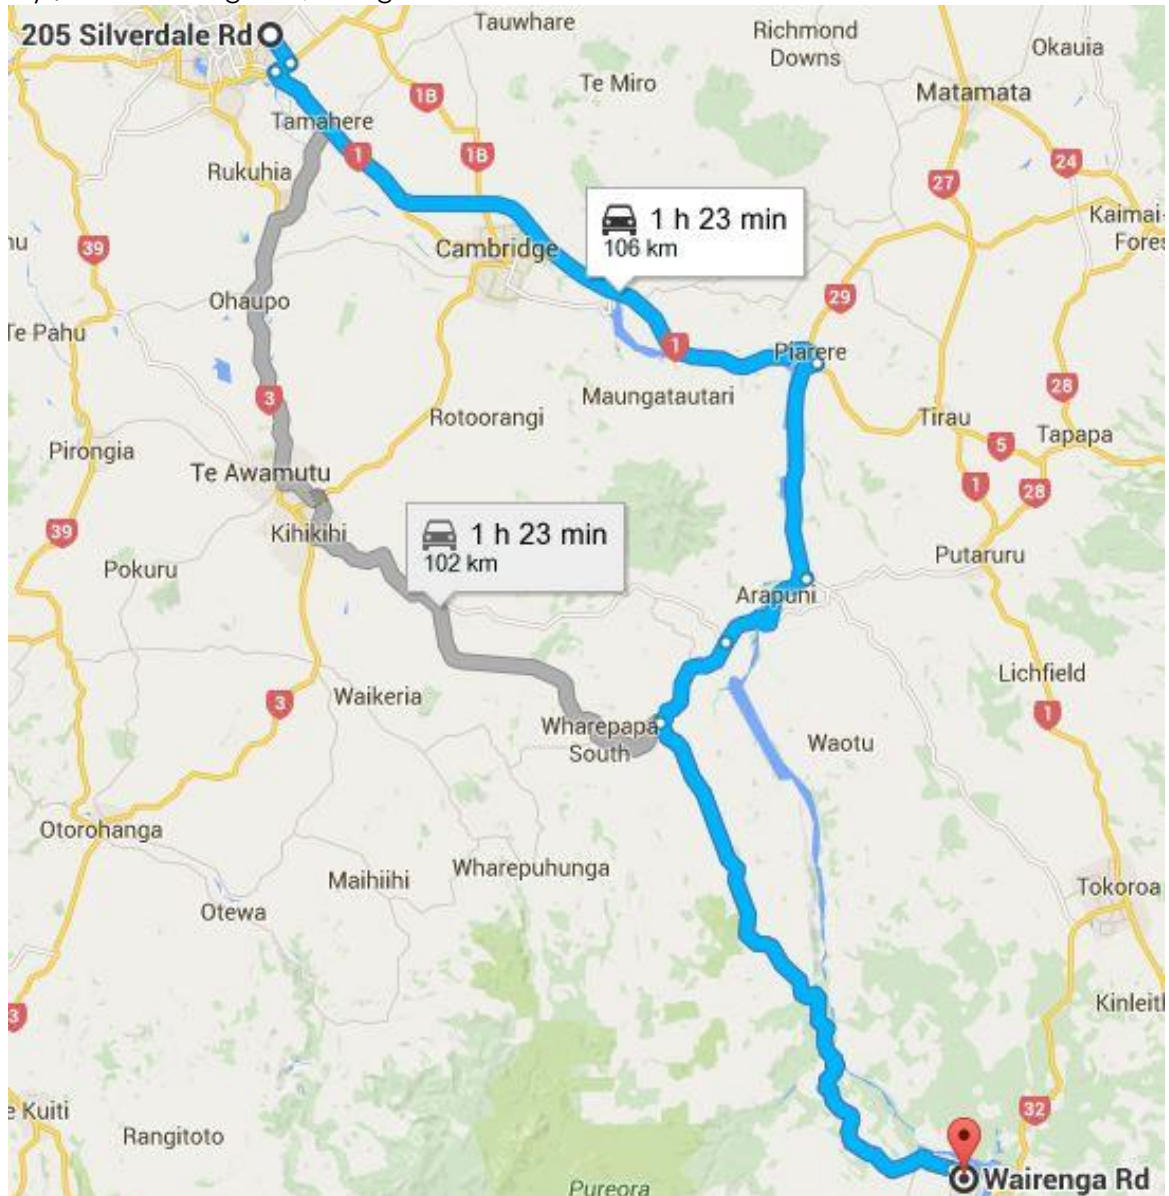 205 Silverdale Rd
Tauwhare
Richmond
Downs
Okauia
1B
Te Miro
Matamata
Tamahere
1
1B
24
Rukuhia
27
Kaimai
Fores
39
Cambridge
1 h 23 min
106 km
Ohaupo
29
Te Pahu
1
Piarere
3
Maungatautari
28
Rotoorangi
Tirau
5
Tapapa
Pirongia
Te Awamutu
1
28
39
Kihikihi
1 h 23 min
102 km
Pokuru
Putaruru
Arapuni
Lichfield
Waikeria
3
1
Wharepapa
South
Waotu
Otorohanga
Maihiihi
Wharepuhunga
Tokoroa
Otewa
3
Kinleith
e Kuiti
32
Rangitoto
Wairenga Rd
Pureora